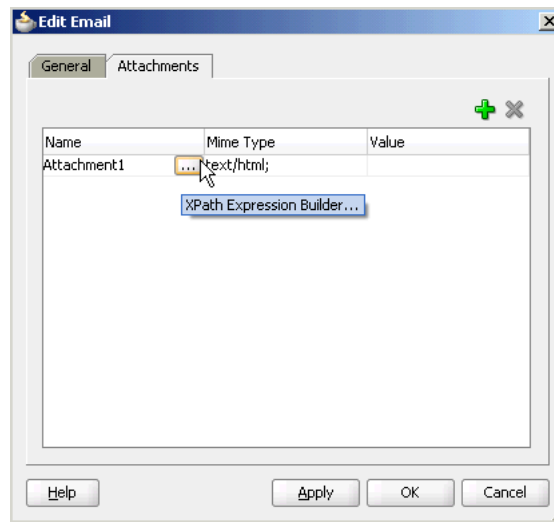 Edit Email
General Attachments
Name Mime Type Value
Attachment1 ... text/html;
XPath Expression Builder...
Help Apply OK Cancel